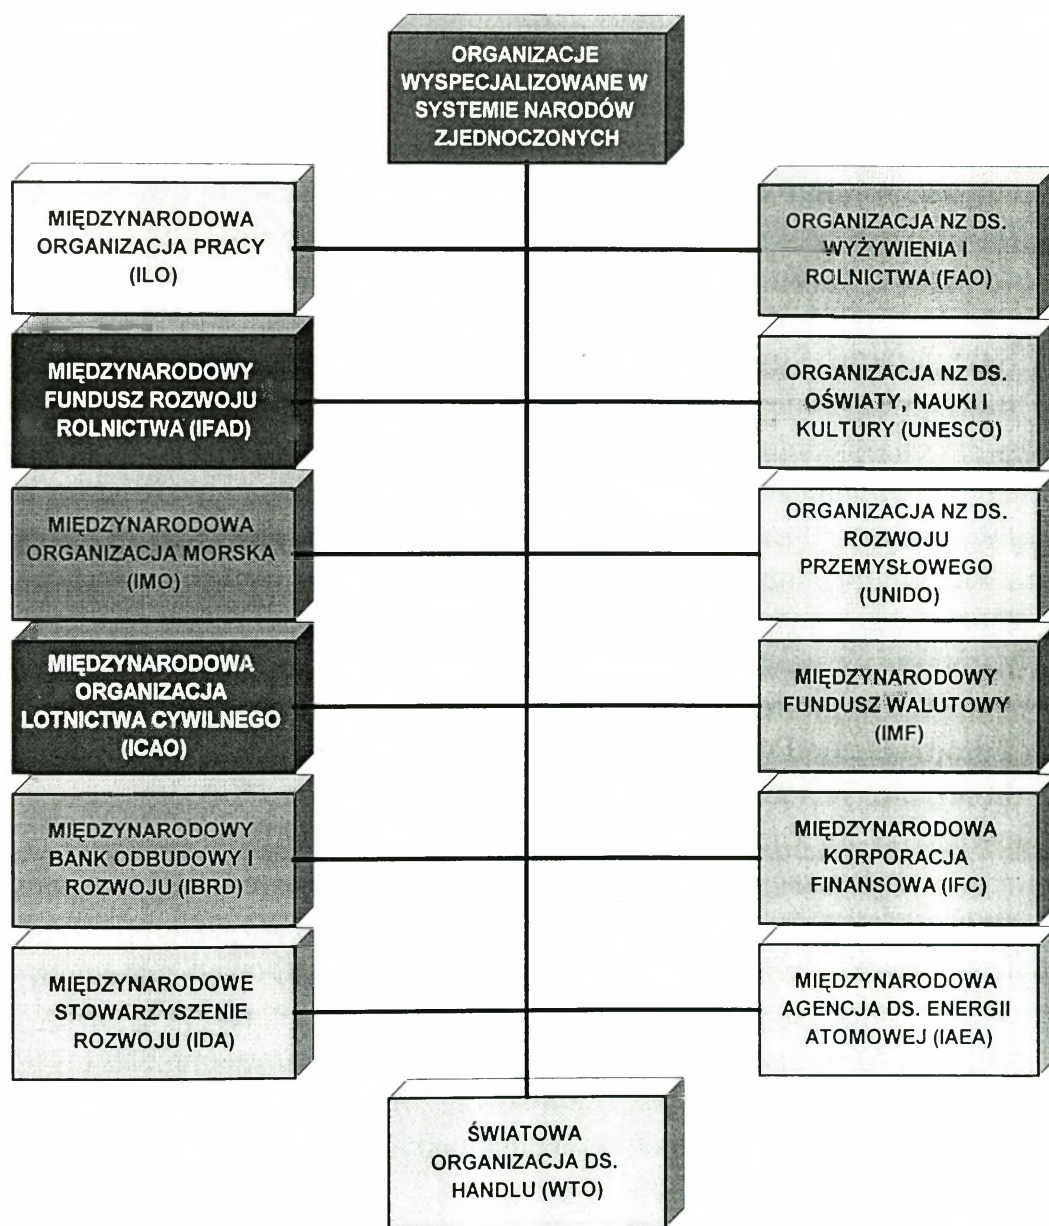 ORGANIZACJE
WYSPECJALIZOWANE W
SYSTEMIE NARODÓW
ZJEDNOCZONYCH
MIĘDZYNARODOWA
ORGANIZACJA PRACY
(ILO)
ORGANIZACJA NZ DS.
WYŻYWIENIA I
ROLNICTWA (FAO)
MIĘDZYNARODOWY
FUNDUSZ ROZWOJU
ROLNICTWA (IFAD)
ORGANIZACJA NZ DS.
OŚWIATY, NAUKI I
KULTURY (UNESCO)
MIĘDZYNARODOWA
ORGANIZACJA MORSKA
(IMO)
ORGANIZACJA NZ DS.
ROZWOJU
PRZEMYSŁOWEGO
(UNIDO)
MIĘDZYNARODOWA
ORGANIZACJA
LOTNICTWA CYWILNEGO
(ICAO)
MIĘDZYNARODOWY
FUNDUSZ WALUTOWY
(IMF)
MIĘDZYNARODOWY
BANK ODBUDOWY I
ROZWOJU (IBRD)
MIĘDZYNARODOWA
KORPORACJA
FINANSOWA (IFC)
MIĘDZYNARODOWE
STOWARZYSZENIE
ROZWOJU (IDA)
MIĘDZYNARODOWA
AGENCJA DS. ENERGII
ATOMOWEJ (IAEA)
ŚWIATOWA
ORGANIZACJA DS.
HANDLU (WTO)